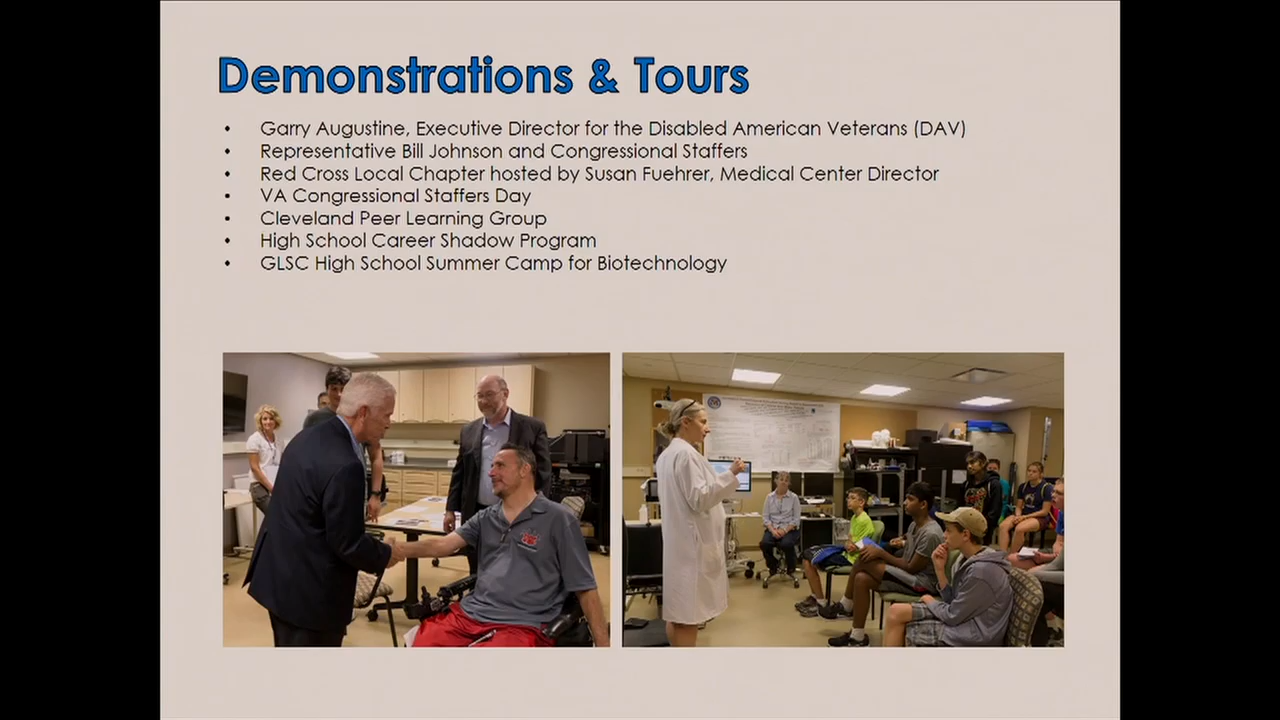 Demonstrations & Tours
• Garry Augustine, Executive Director for the Disabled American Veterans (DAV)
• Representative Bill Johnson and Congressional Staffers
• Red Cross Local Chapter hosted by Susan Fuehrer, Medical Center Director
• VA Congressional Staffers Day
• Cleveland Peer Learning Group
• High School Career Shadow Program
• GLSC High School Summer Camp for Biotechnology